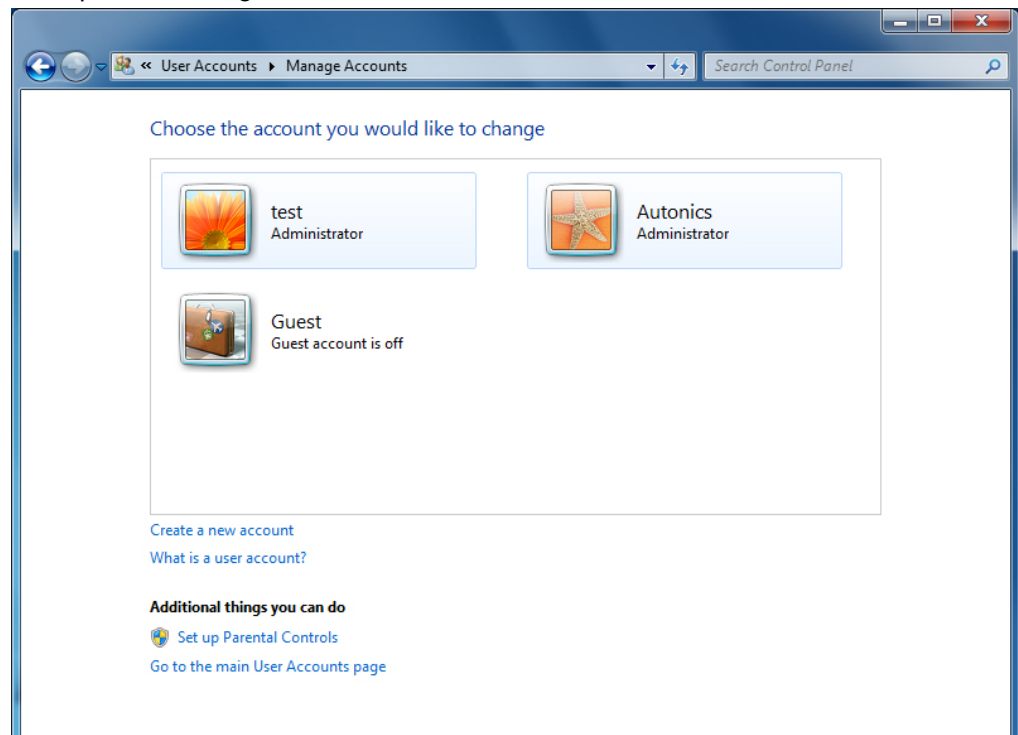 « User Accounts ▸ Manage Accounts
Search Control Panel
Choose the account you would like to change
test
Administrator
Autonics
Administrator
Guest
Guest account is off
Create a new account
What is a user account?
Additional things you can do
Set up Parental Controls
Go to the main User Accounts page